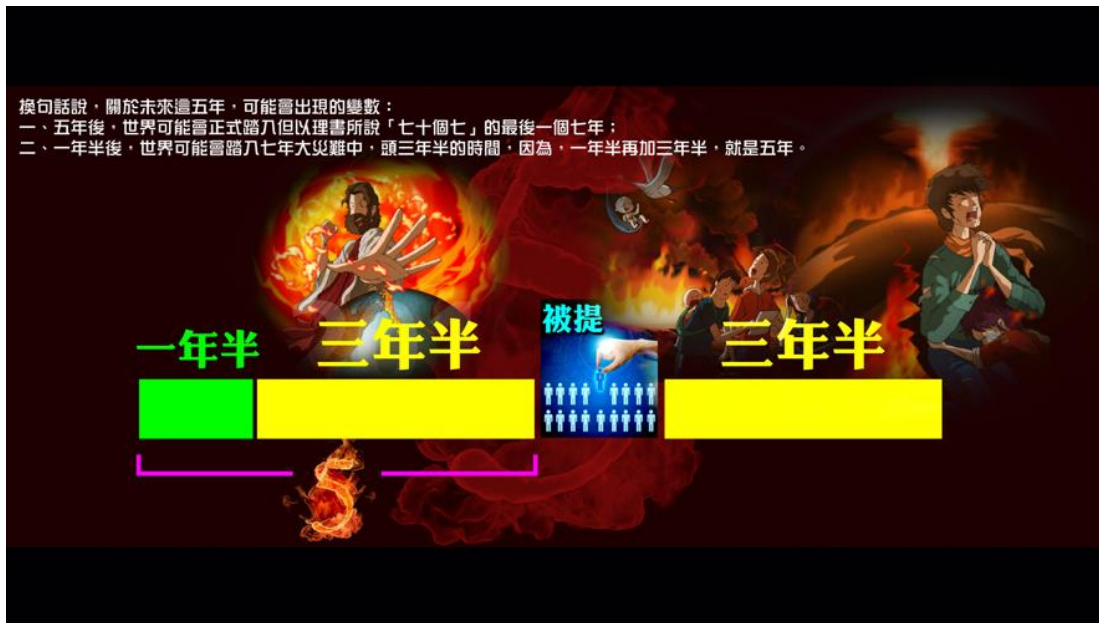 換句話說，關於未來這五年，可能會出現的變數：
一、五年後，世界可能會正式踏入但以理書所說「七十個七」的最後一個七年；
二、一年半後，世界可能會踏入七年大災難中，頭三年半的時間，因為，一年半再加三年半，就是五年。
一年半
三年半
被提
三年半
5